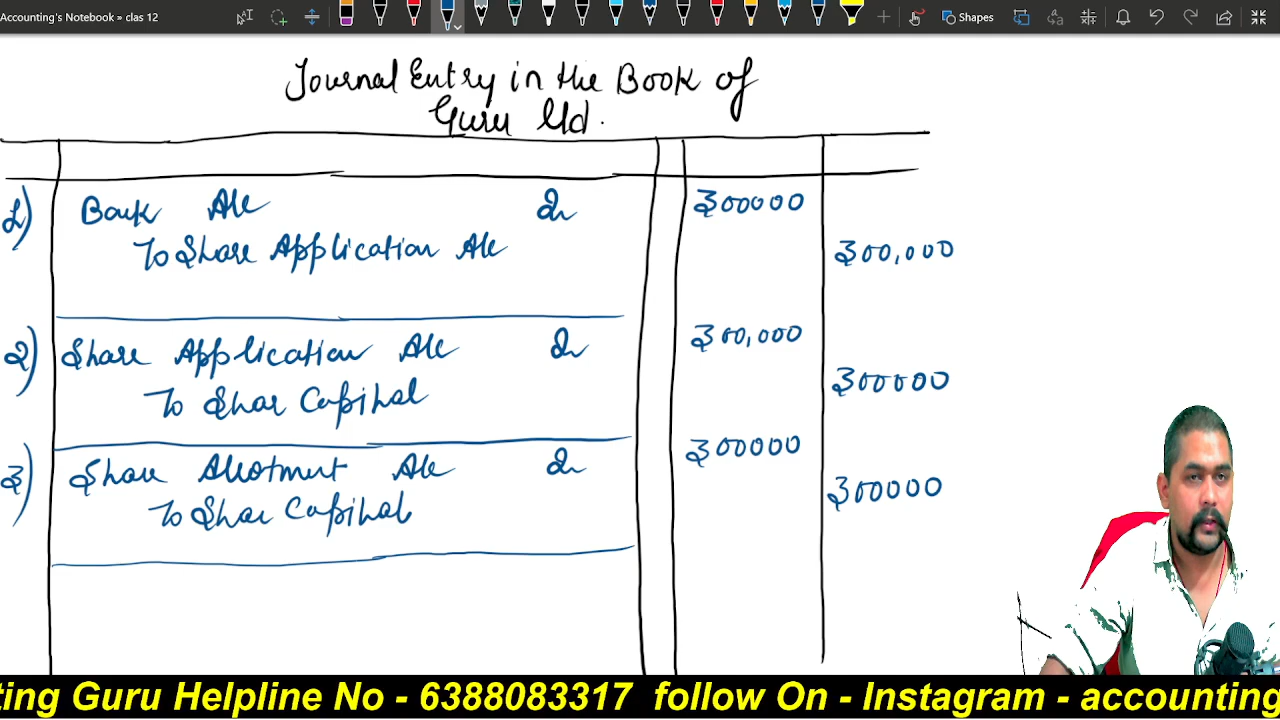 Accounting's Notebook » clas 12
Shapes
Journal Entry in the Book of
Guru Ltd.
1) Bank A/c Dr 300000
To Share Application A/c 300,000
2) Share Application A/c Dr 300,000
To Shar Capital 300000
3) Share Allotment A/c Dr 300000
To Shar Capital 300000
ting Guru Helpline No - 6388083317 follow On - Instagram - accounting